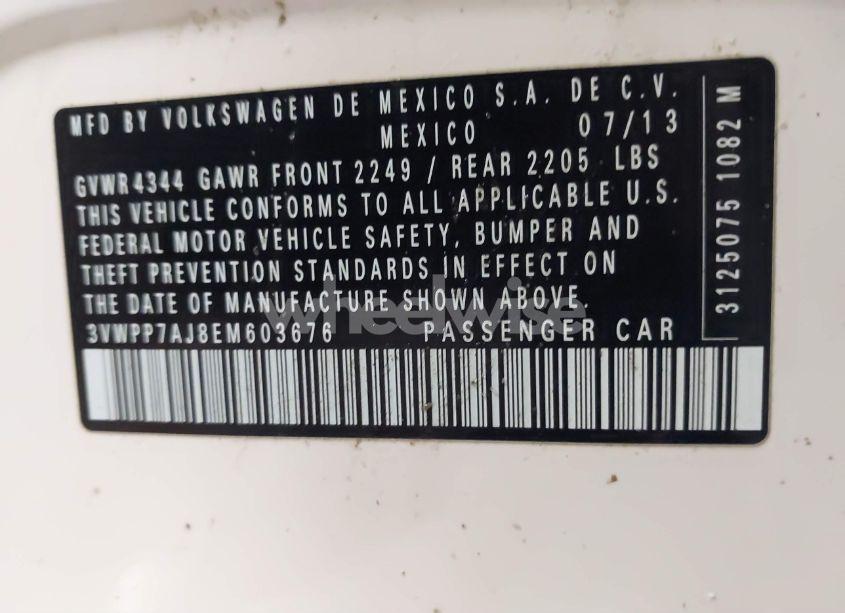 MFD BY VOLKSWAGEN DE MEXICO S.A. DE C.V.
MEXICO 07/13
GVWR 4344 GAWR FRONT 2249 / REAR 2205 LBS
THIS VEHICLE CONFORMS TO ALL APPLICABLE U.S.
FEDERAL MOTOR VEHICLE SAFETY, BUMPER AND
THEFT PREVENTION STANDARDS IN EFFECT ON
THE DATE OF MANUFACTURE SHOWN ABOVE.
3VWPP7AJ8EM603676 PASSENGER CAR
3125075 1082 M
wheelwise